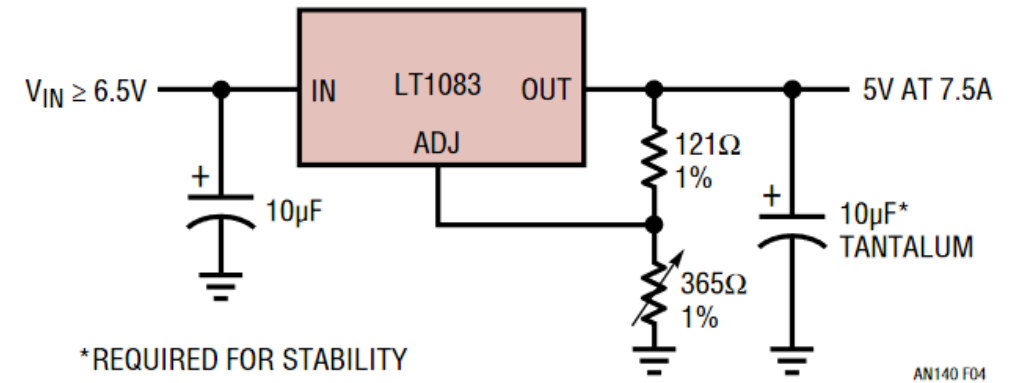 V_IN ≥ 6.5V
IN
LT1083
OUT
ADJ
5V AT 7.5A
121Ω
1%
+
10µF
+
10µF*
TANTALUM
365Ω
1%
*REQUIRED FOR STABILITY
AN140 F04